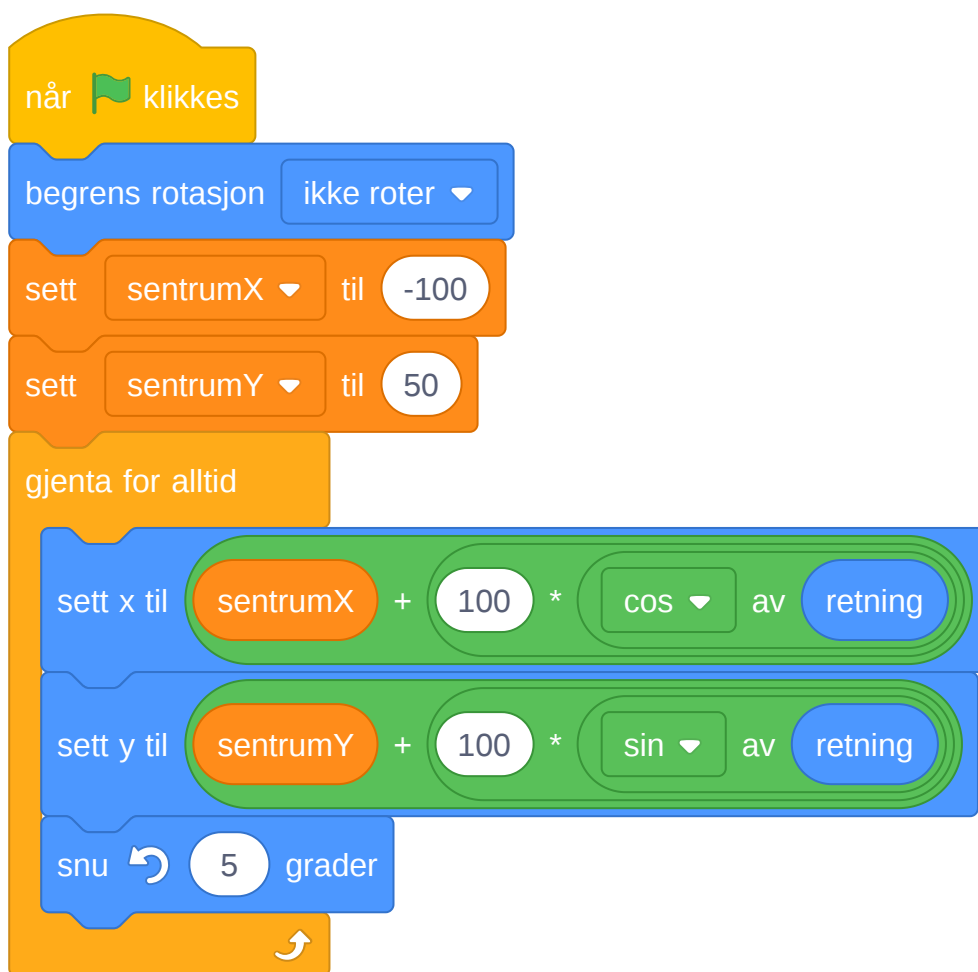 når klikkes
begrens rotasjon ikke roter
sett sentrumX til -100
sett sentrumY til 50
gjenta for alltid
sett x til sentrumX + 100 * cos av retning
sett y til sentrumY + 100 * sin av retning
snu 5 grader